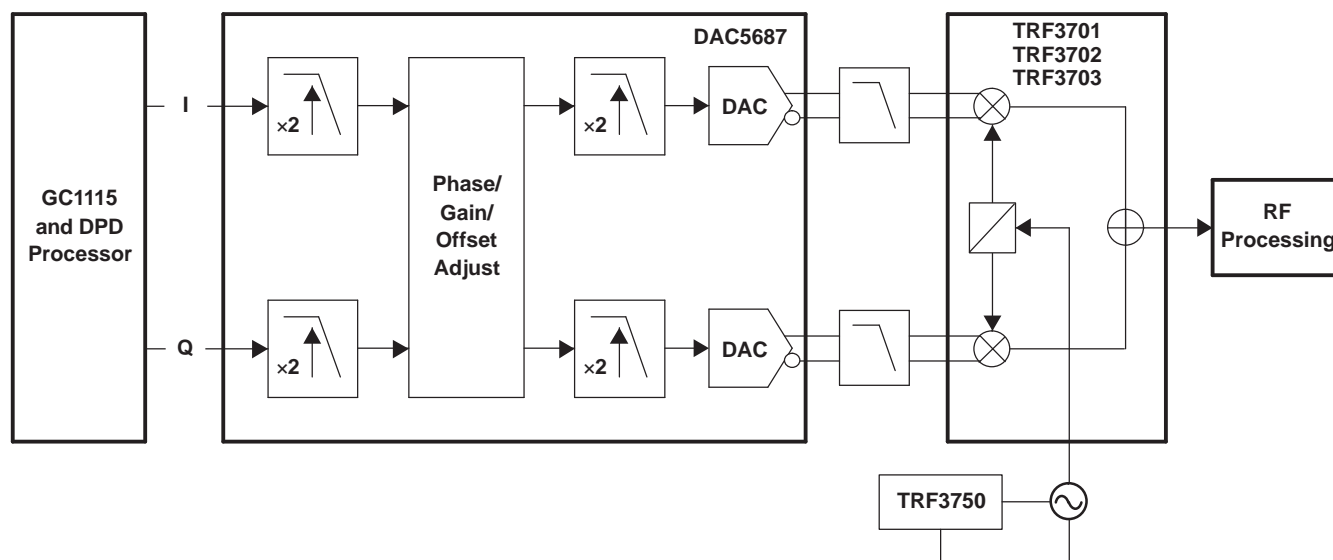 DAC5687
TRF3701
TRF3702
TRF3703
I
×2
×2
DAC
GC1115
and DPD
Processor
Phase/
Gain/
Offset
Adjust
RF
Processing
Q
×2
×2
DAC
TRF3750